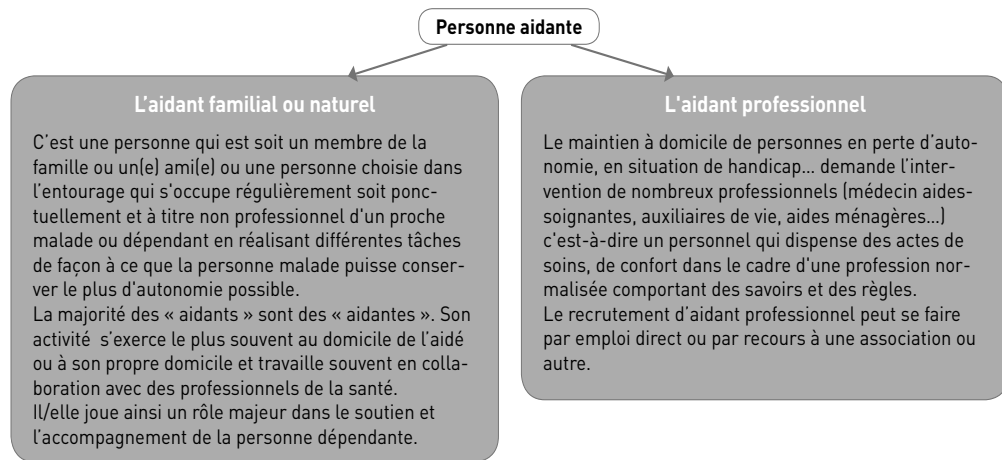 Personne aidante
L'aidant familial ou naturel
C'est une personne qui est soit un membre de la
famille ou un(e) ami(e) ou une personne choisie dans
l'entourage qui s'occupe régulièrement soit ponc-
tuellement et à titre non professionnel d'un proche
malade ou dépendant en réalisant différentes tâches
de façon à ce que la personne malade puisse conser-
ver le plus d'autonomie possible.
La majorité des « aidants » sont des « aidantes ». Son
activité s'exerce le plus souvent au domicile de l'aidé
ou à son propre domicile et travaille souvent en colla-
boration avec des professionnels de la santé.
Il/elle joue ainsi un rôle majeur dans le soutien et
l'accompagnement de la personne dépendante.
L'aidant professionnel
Le maintien à domicile de personnes en perte d'auto-
nomie, en situation de handicap... demande l'inter-
vention de nombreux professionnels (médecin aides-
soignantes, auxiliaires de vie, aides ménagères...)
c'est-à-dire un personnel qui dispense des actes de
soins, de confort dans le cadre d'une profession nor-
malisée comportant des savoirs et des règles.
Le recrutement d'aidant professionnel peut se faire
par emploi direct ou par recours à une association ou
autre.